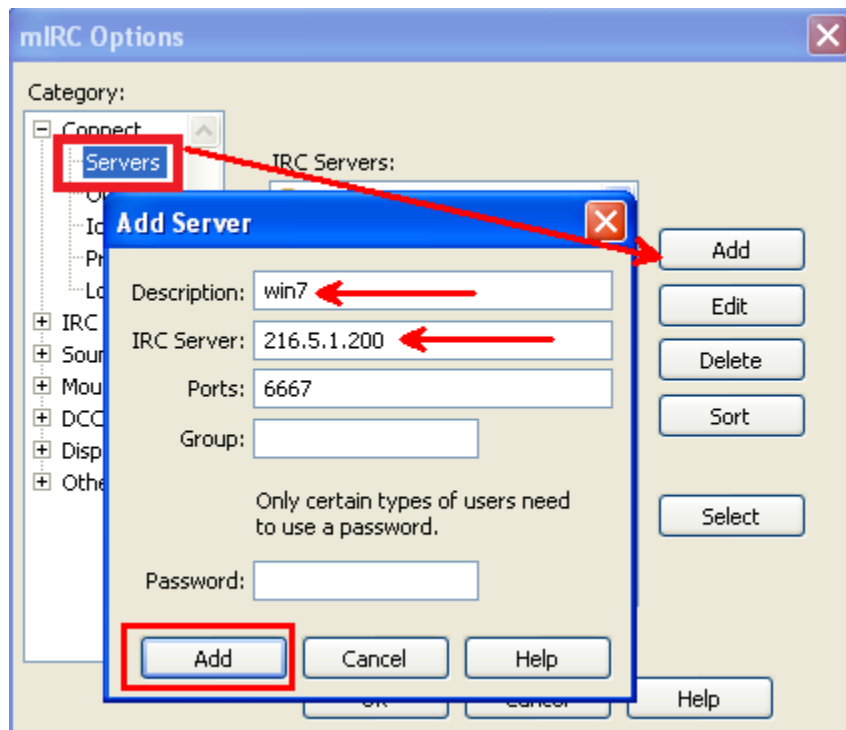 mIRC Options
Category:
Connect
Servers
IRC Servers:
Add Server
Add
Description: win7
Edit
IRC
IRC Server: 216.5.1.200
Delete
Ports: 6667
DCC
Sort
Group:
Only certain types of users need
to use a password.
Select
Password:
Add Cancel Help
Help